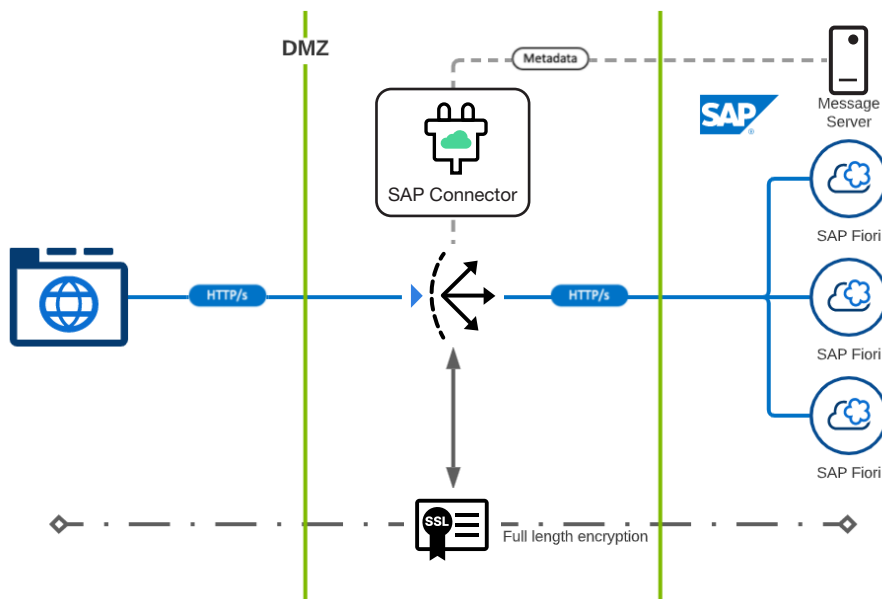 DMZ
Metadata
SAP
®
Message
Server
SAP Connector
SAP Fiori
HTTP/s
HTTP/s
SAP Fiori
SAP Fiori
SSL
Full length encryption